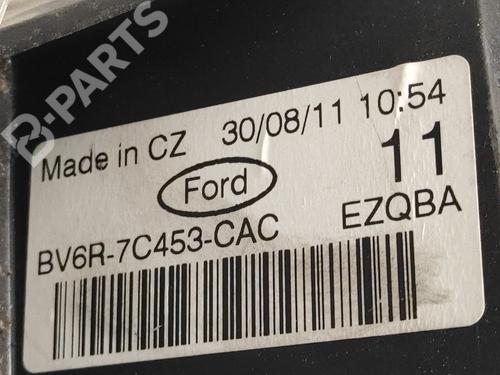 B-PARTS
Made in CZ 30/08/11 10:54
Ford 11
BV6R-7C453-CAC EZQBA